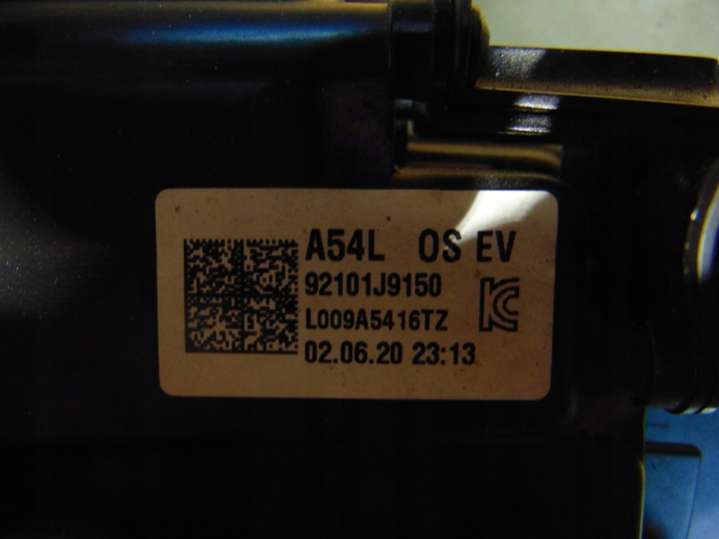 A54L OS EV
92101J9150
L009A5416TZ
02.06.20 23:13